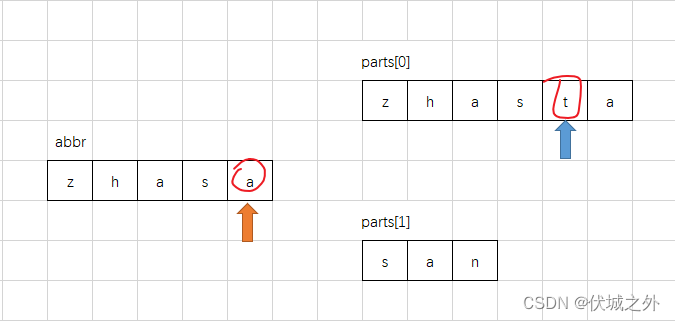 parts[0]
z h a s t a
abbr
z h a s a
parts[1]
s a n
CSDN @伏城之外